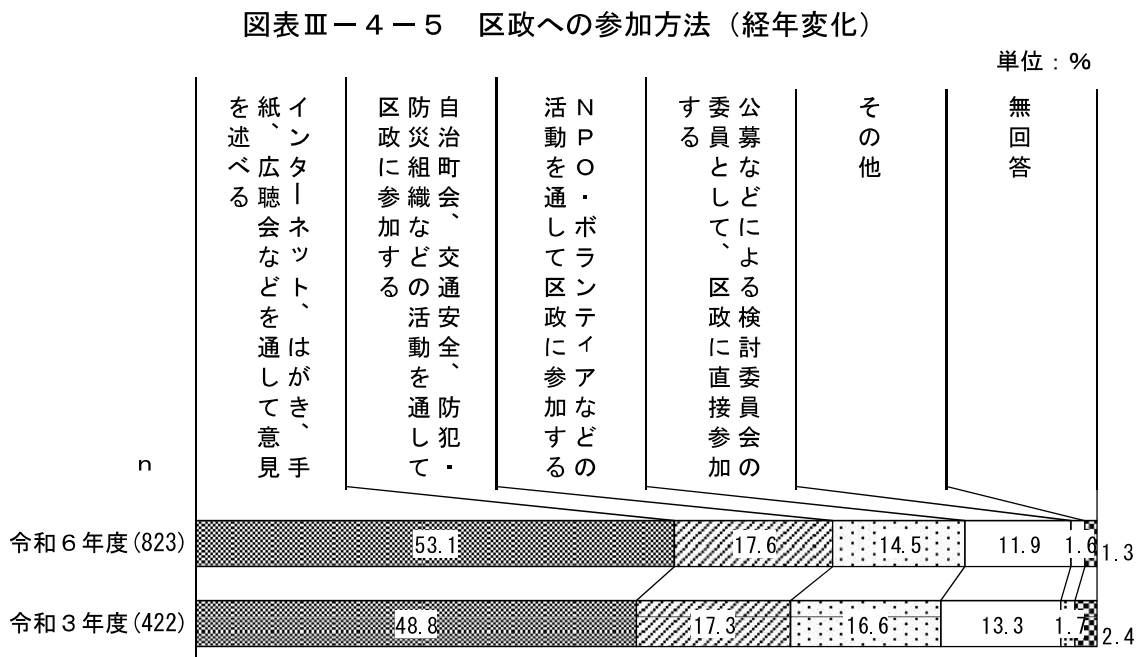 図表Ⅲ－４－５　区政への参加方法（経年変化）
単位：％
インターネット、はがき、手
紙、広聴会などを通して意見
を述べる
自治町会、交通安全、防犯・
防災組織などの活動を通して
区政に参加する
ＮＰＯ・ボランティアなどの
活動を通して区政に参加する
公募などによる検討委員会の
委員として、区政に直接参加
する
その他
無回答
ｎ
令和６年度(823)
53.1
17.6
14.5
11.9
1.6
1.3
令和３年度(422)
48.8
17.3
16.6
13.3
1.7
2.4